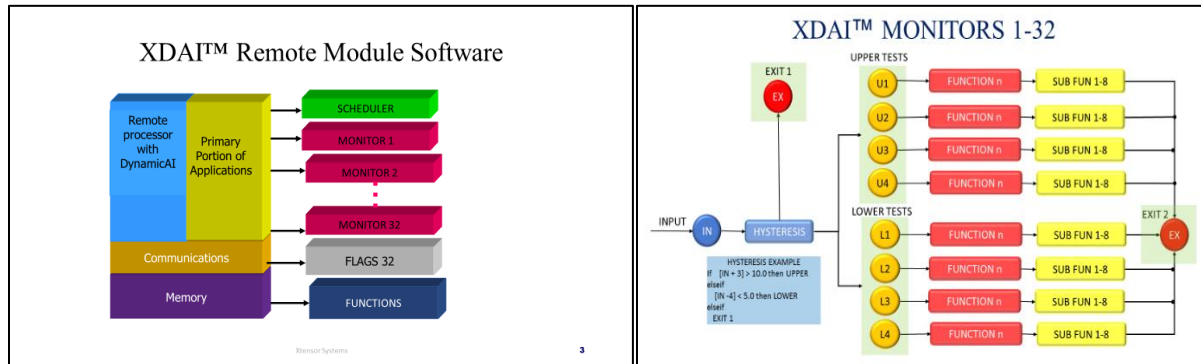 XDAI™ Remote Module Software
Remote
processor
with
DynamicAI
Primary
Portion of
Applications
Communications
Memory
SCHEDULER
MONITOR 1
MONITOR 2
MONITOR 32
FLAGS 32
FUNCTIONS
Xtensor Systems
3
XDAI™ MONITORS 1-32
UPPER TESTS
EXIT 1
EX
U1 FUNCTION n SUB FUN 1-8
U2 FUNCTION n SUB FUN 1-8
U3 FUNCTION n SUB FUN 1-8
U4 FUNCTION n SUB FUN 1-8
LOWER TESTS
INPUT
IN
HYSTERESIS
L1 FUNCTION n SUB FUN 1-8
L2 FUNCTION n SUB FUN 1-8
L3 FUNCTION n SUB FUN 1-8
L4 FUNCTION n SUB FUN 1-8
EXIT 2
EX
HYSTERESIS EXAMPLE
If [IN + 3] > 10.0 then UPPER
elseif
[IN -4] < 5.0 then LOWER
elseif
EXIT 1